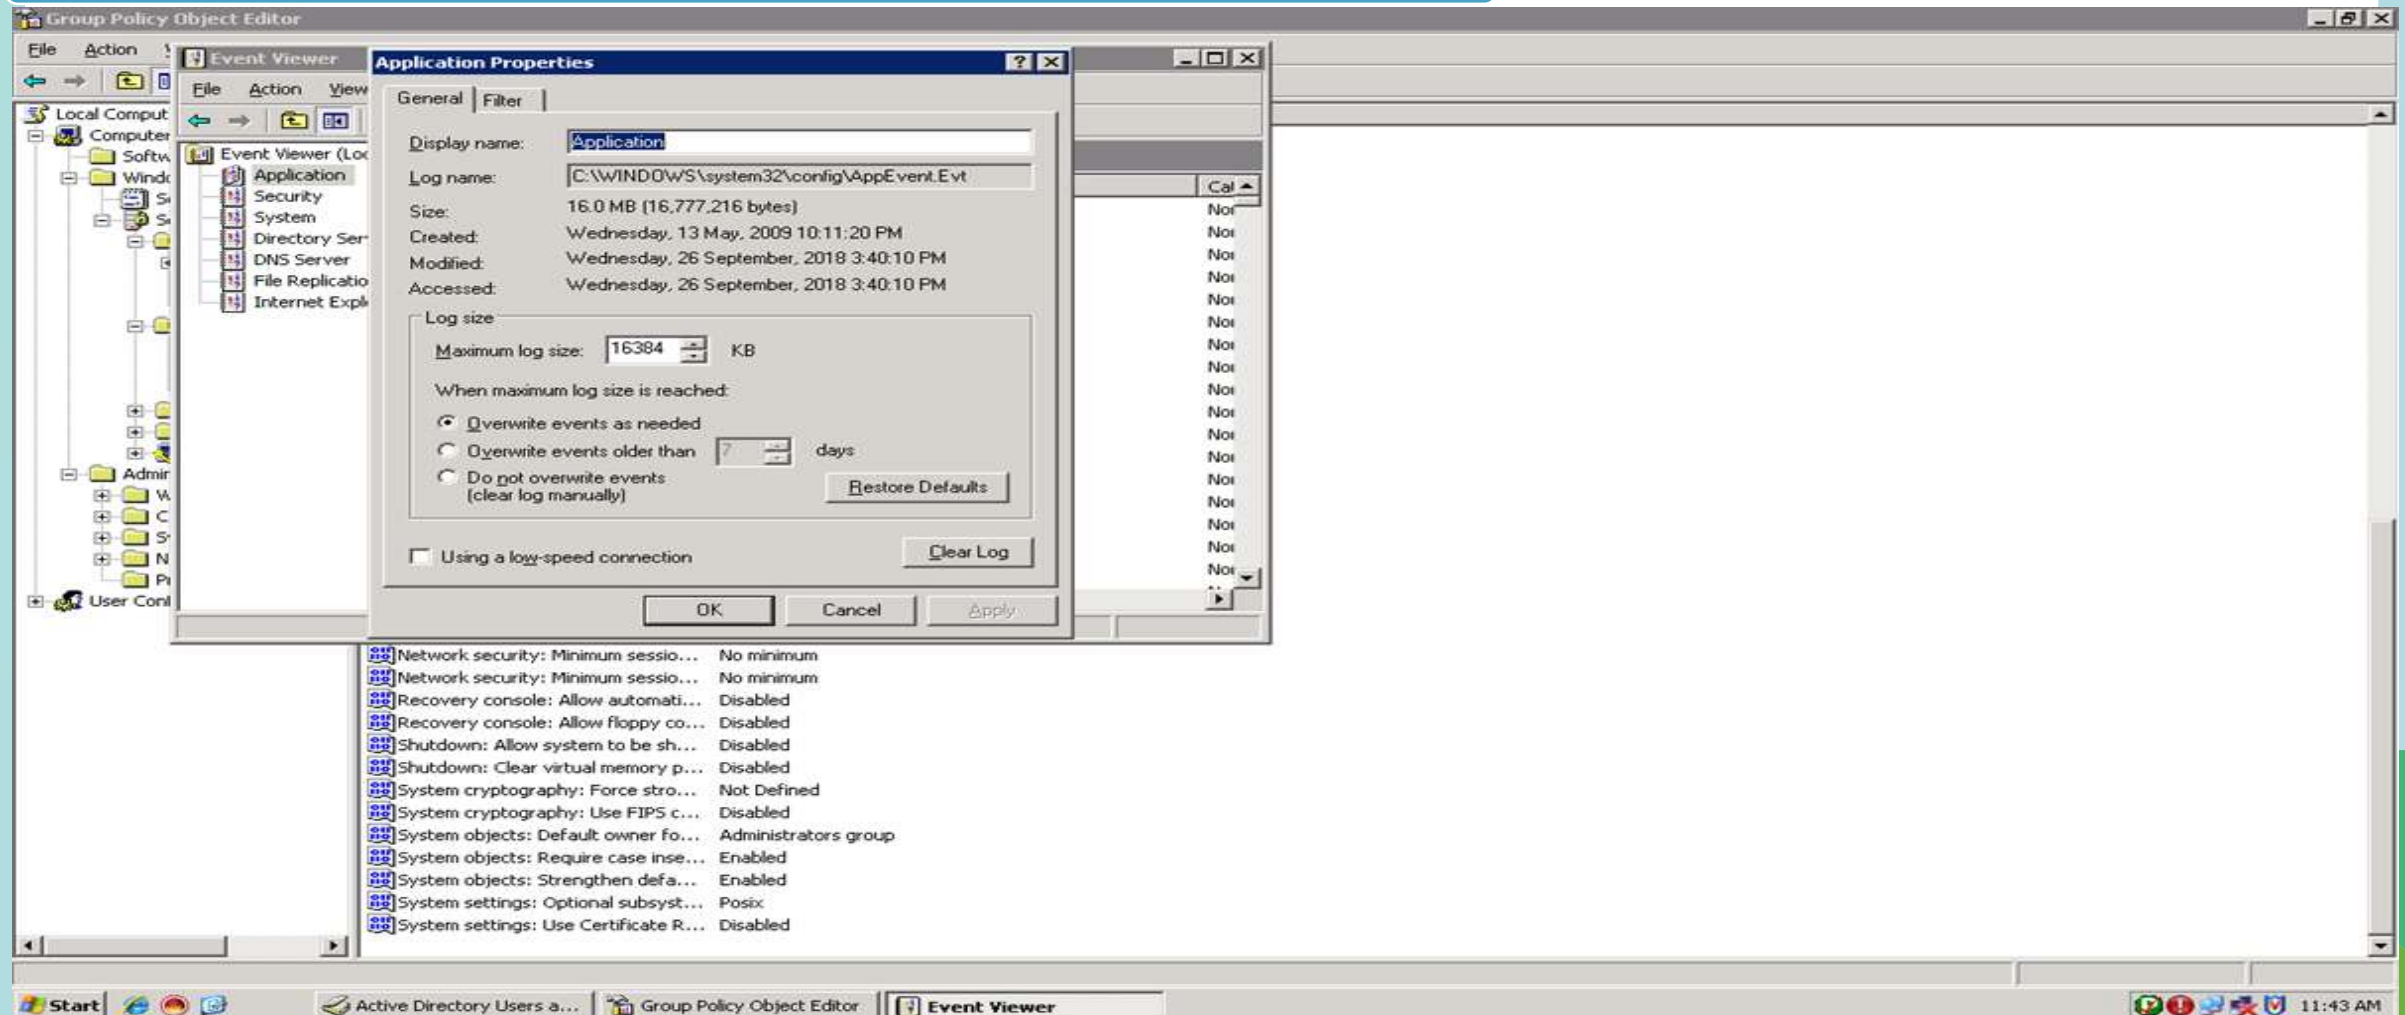 Group Policy Object Editor
File Action
Local Comput
Computer
Softw
Windo
Admir
User Conl
Event Viewer
File Action View
Event Viewer (Loc
Application
Security
System
Directory Ser
DNS Server
File Replicatio
Internet Expl
Application Properties
General Filter
Display name: Application
Log name: C:\WINDOWS\system32\config\AppEvent.Evt
Size: 16.0 MB (16,777,216 bytes)
Created: Wednesday, 13 May, 2009 10:11:20 PM
Modified: Wednesday, 26 September, 2018 3:40:10 PM
Accessed: Wednesday, 26 September, 2018 3:40:10 PM
Log size
Maximum log size: 16384 KB
When maximum log size is reached:
Overwrite events as needed
Overwrite events older than 7 days
Do not overwrite events
(clear log manually)
Restore Defaults
Using a low-speed connection
Clear Log
OK Cancel Apply
Network security: Minimum sessio... No minimum
Network security: Minimum sessio... No minimum
Recovery console: Allow automati... Disabled
Recovery console: Allow floppy co... Disabled
Shutdown: Allow system to be sh... Disabled
Shutdown: Clear virtual memory p... Disabled
System cryptography: Force stro... Not Defined
System cryptography: Use FIPS c... Disabled
System objects: Default owner fo... Administrators group
System objects: Require case inse... Enabled
System objects: Strengthen defa... Enabled
System settings: Optional subsyst... Posix
System settings: Use Certificate R... Disabled
Start Active Directory Users a... Group Policy Object Editor Event Viewer 11:43 AM